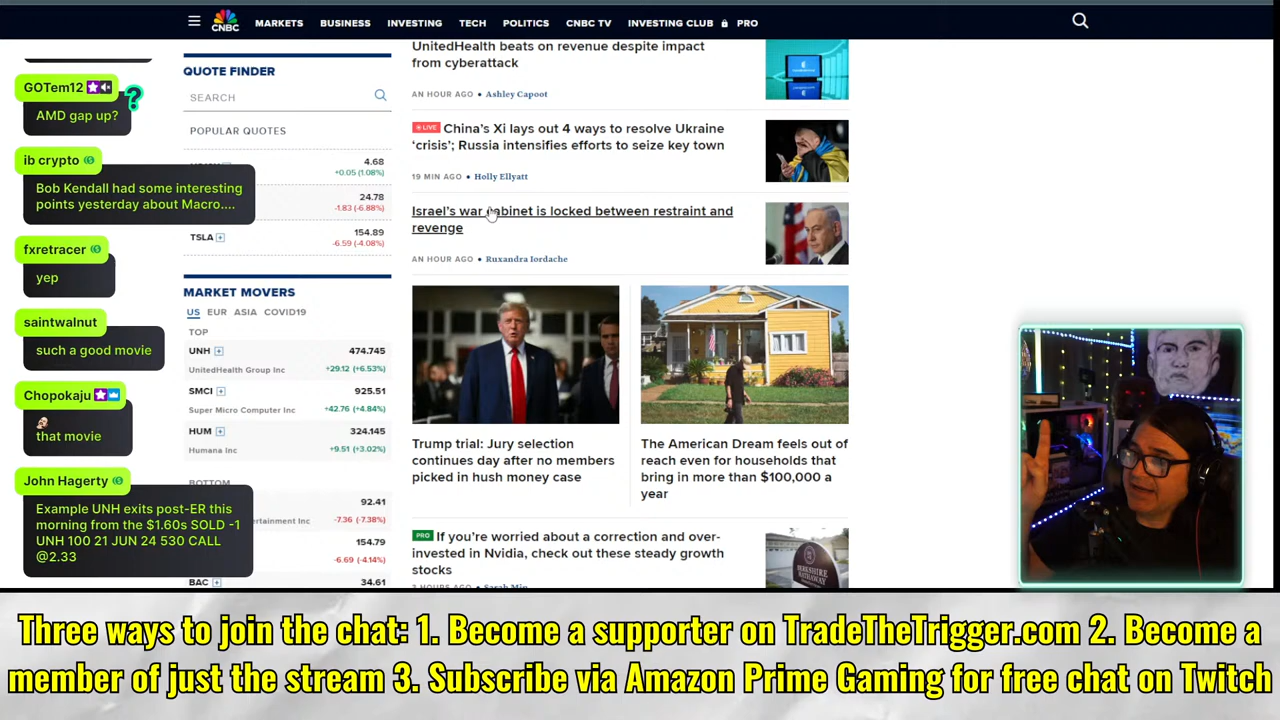 CNBC
MARKETS BUSINESS INVESTING TECH POLITICS CNBC TV INVESTING CLUB PRO
GOTem12
AMD gap up?
?
ib crypto
Bob Kendall had some interesting
points yesterday about Macro....
fxretracer
yep
saintwalnut
such a good movie
Chopokaju
that movie
John Hagerty
Example UNH exits post-ER this
morning from the $1.60s SOLD -1
UNH 100 21 JUN 24 530 CALL
@2.33
QUOTE FINDER
SEARCH
POPULAR QUOTES
4.68
+0.05 (1.08%)
24.78
-1.83 (-6.88%)
TSLA
154.89
-6.59 (-4.08%)
MARKET MOVERS
US EUR ASIA COVID19
TOP
UNH 474.745
UnitedHealth Group Inc +29.12 (+6.53%)
SMCI 925.51
Super Micro Computer Inc +42.76 (+4.84%)
HUM 324.145
Humana Inc +9.51 (+3.02%)
BOTTOM
92.41
ertainment Inc -7.36 (-7.38%)
154.79
-6.69 (-4.14%)
BAC 34.61
UnitedHealth beats on revenue despite impact
from cyberattack
AN HOUR AGO • Ashley Capoot
LIVE China's Xi lays out 4 ways to resolve Ukraine
'crisis'; Russia intensifies efforts to seize key town
19 MIN AGO • Holly Ellyatt
Israel's war cabinet is locked between restraint and
revenge
AN HOUR AGO • Ruxandra Iordache
Trump trial: Jury selection
continues day after no members
picked in hush money case
The American Dream feels out of
reach even for households that
bring in more than $100,000 a
year
PRO If you're worried about a correction and over-
invested in Nvidia, check out these steady growth
stocks
3 HOURS AGO • Sarah Min
Three ways to join the chat: 1. Become a supporter on TradeTheTrigger.com 2. Become a
member of just the stream 3. Subscribe via Amazon Prime Gaming for free chat on Twitch